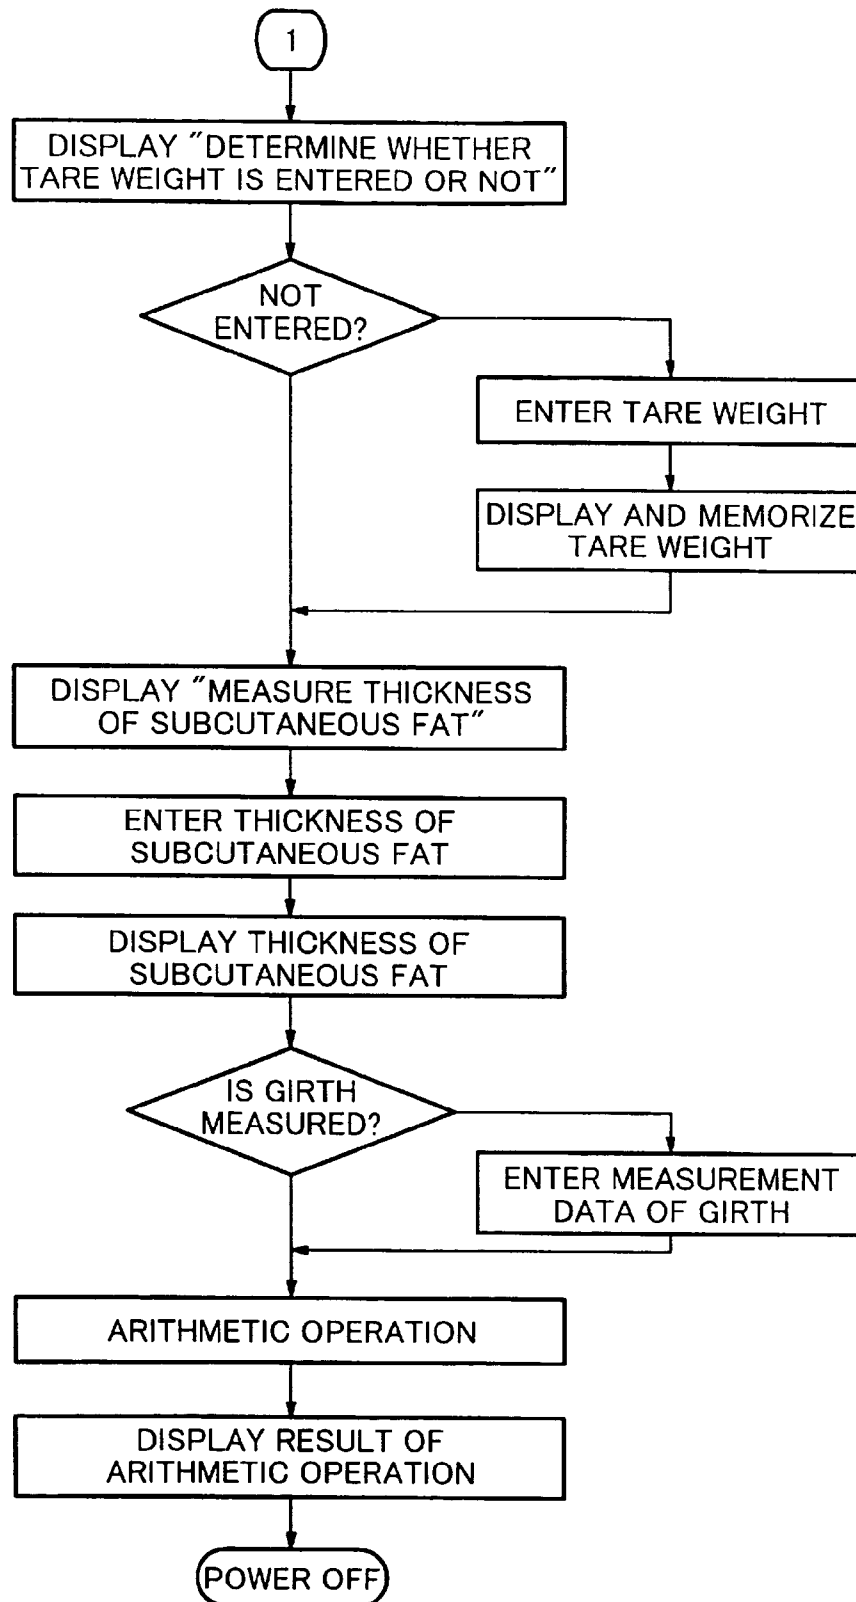 1
DISPLAY "DETERMINE WHETHER
TARE WEIGHT IS ENTERED OR NOT"
NOT
ENTERED?
ENTER TARE WEIGHT
DISPLAY AND MEMORIZE
TARE WEIGHT
DISPLAY "MEASURE THICKNESS
OF SUBCUTANEOUS FAT"
ENTER THICKNESS OF
SUBCUTANEOUS FAT
DISPLAY THICKNESS OF
SUBCUTANEOUS FAT
IS GIRTH
MEASURED?
ENTER MEASUREMENT
DATA OF GIRTH
ARITHMETIC OPERATION
DISPLAY RESULT OF
ARITHMETIC OPERATION
POWER OFF